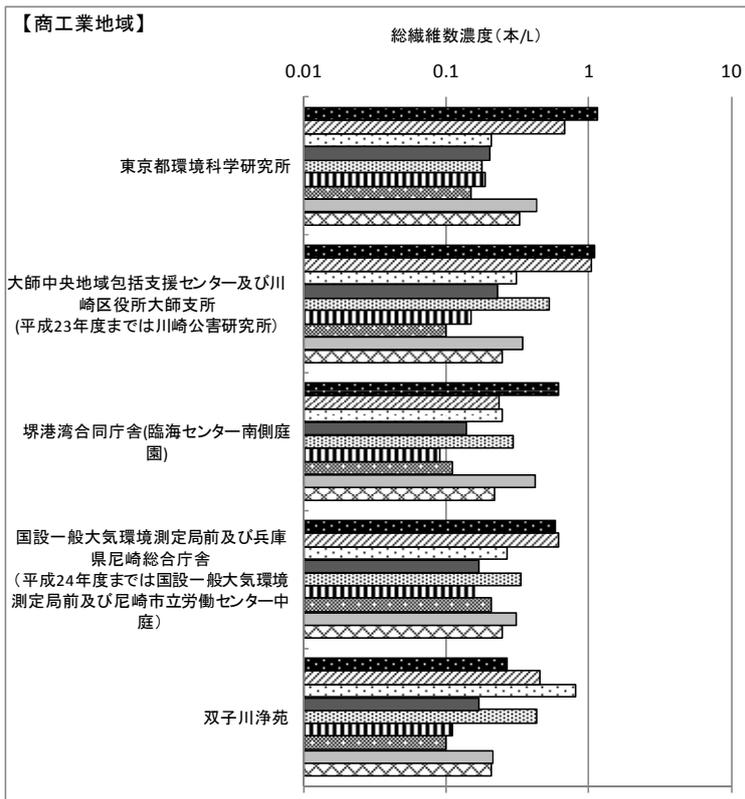 【商工業地域】
総繊維数濃度(本/L)
0.01 0.1 1 10
東京都環境科学研究所
大師中央地域包括支援センター及び川
崎区役所大師支所
(平成23年度までは川崎公害研究所)
堺港湾合同庁舎(臨海センター南側庭
園)
国設一般大気環境測定局前及び兵庫
県尼崎総合庁舎
(平成24年度までは国設一般大気環境
測定局前及び尼崎市立労働センター中
庭)
双子川浄苑